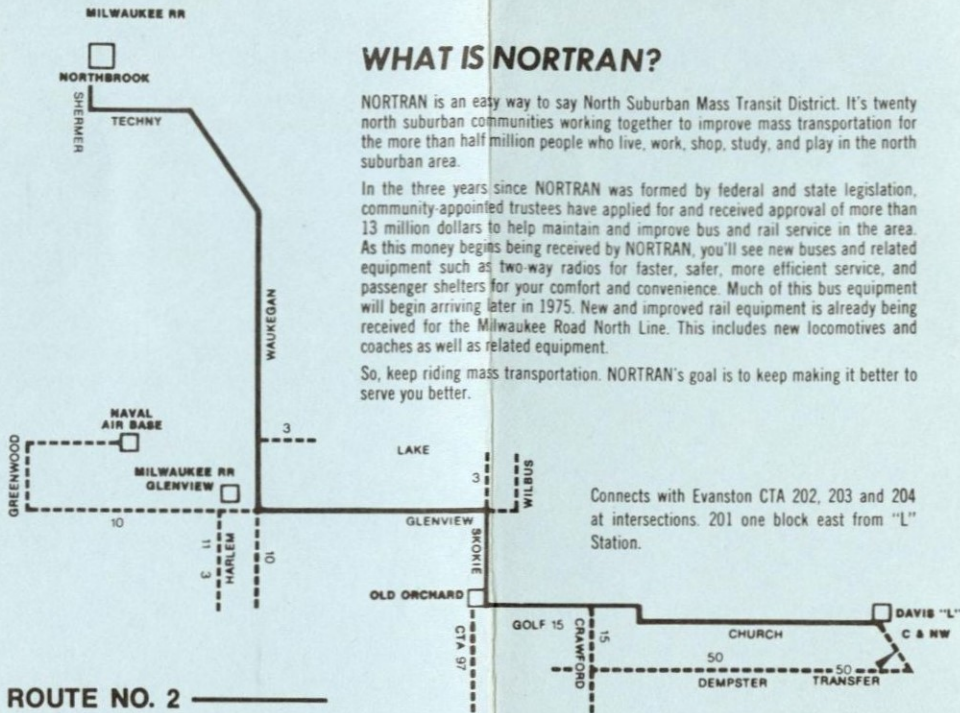 MILWAUKEE RR
NORTHBROOK
SHERMER
TECHNY
WHAT IS NORTRAN?
NORTRAN is an easy way to say North Suburban Mass Transit District. It's twenty
north suburban communities working together to improve mass transportation for
the more than half million people who live, work, shop, study, and play in the north
suburban area.
In the three years since NORTRAN was formed by federal and state legislation,
community-appointed trustees have applied for and received approval of more than
13 million dollars to help maintain and improve bus and rail service in the area.
As this money begins being received by NORTRAN, you'll see new buses and related
equipment such as two-way radios for faster, safer, more efficient service, and
passenger shelters for your comfort and convenience. Much of this bus equipment
will begin arriving later in 1975. New and improved rail equipment is already being
received for the Milwaukee Road North Line. This includes new locomotives and
coaches as well as related equipment.
So, keep riding mass transportation. NORTRAN's goal is to keep making it better to
serve you better.
WAUKEGAN
NAVAL
AIR BASE
3
LAKE
GREENWOOD
MILWAUKEE RR
GLENVIEW
3
WILBUS
10
GLENVIEW
11 3
HARLEM
10
SKOKIE
Connects with Evanston CTA 202, 203 and 204
at intersections. 201 one block east from "L"
Station.
OLD ORCHARD
CTA 97
GOLF 15
CRAWFORD
15
CHURCH
DAVIS "L"
C & NW
50
DEMPSTER
50
TRANSFER
ROUTE NO. 2